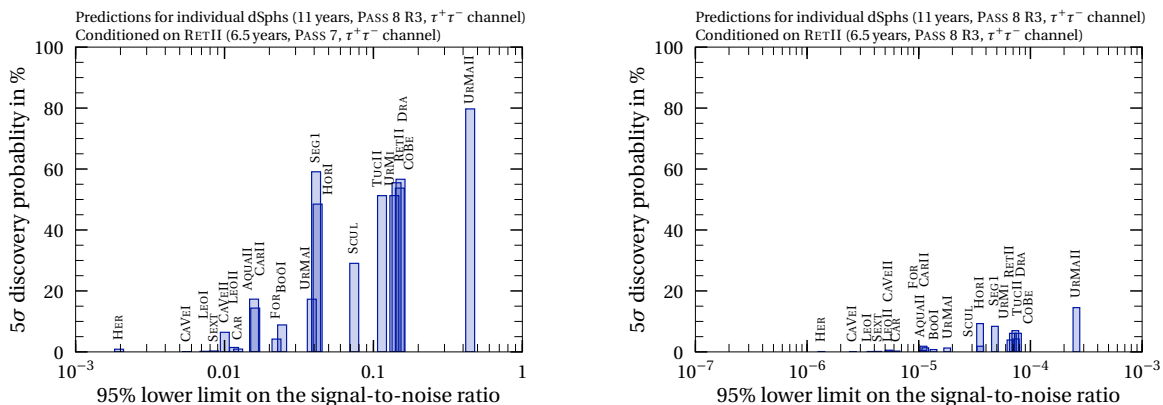 Predictions for individual dSphs (11 years, PASS 8 R3, τ⁺τ⁻ channel)
Conditioned on RETII (6.5 years, PASS 7, τ⁺τ⁻ channel)
5σ discovery probablity in %
100
80
60
40
20
0
HER
CAVEI
LEOI
SEXT
CAVEII
LEOII
CAR
AQUAII
CARII
FOR
BOÖI
URMAI
SEG1
HORI
SCUL
TUCII
URMI
RETII
DRA
COBE
URMAII
10⁻³
0.01
0.1
1
95% lower limit on the signal-to-noise ratio
Predictions for individual dSphs (11 years, PASS 8 R3, τ⁺τ⁻ channel)
Conditioned on RETII (6.5 years, PASS 8 R3, τ⁺τ⁻ channel)
5σ discovery probablity in %
100
80
60
40
20
0
HER
CAVEI
LEOI
SEXT
LEOII
CAVEII
CAR
AQUAII
FOR
CARII
BOÖI
URMAI
SCUL
HORI
SEG1
URMI
RETII
TUCII
DRA
COBE
URMAII
10⁻⁷
10⁻⁶
10⁻⁵
10⁻⁴
10⁻³
95% lower limit on the signal-to-noise ratio